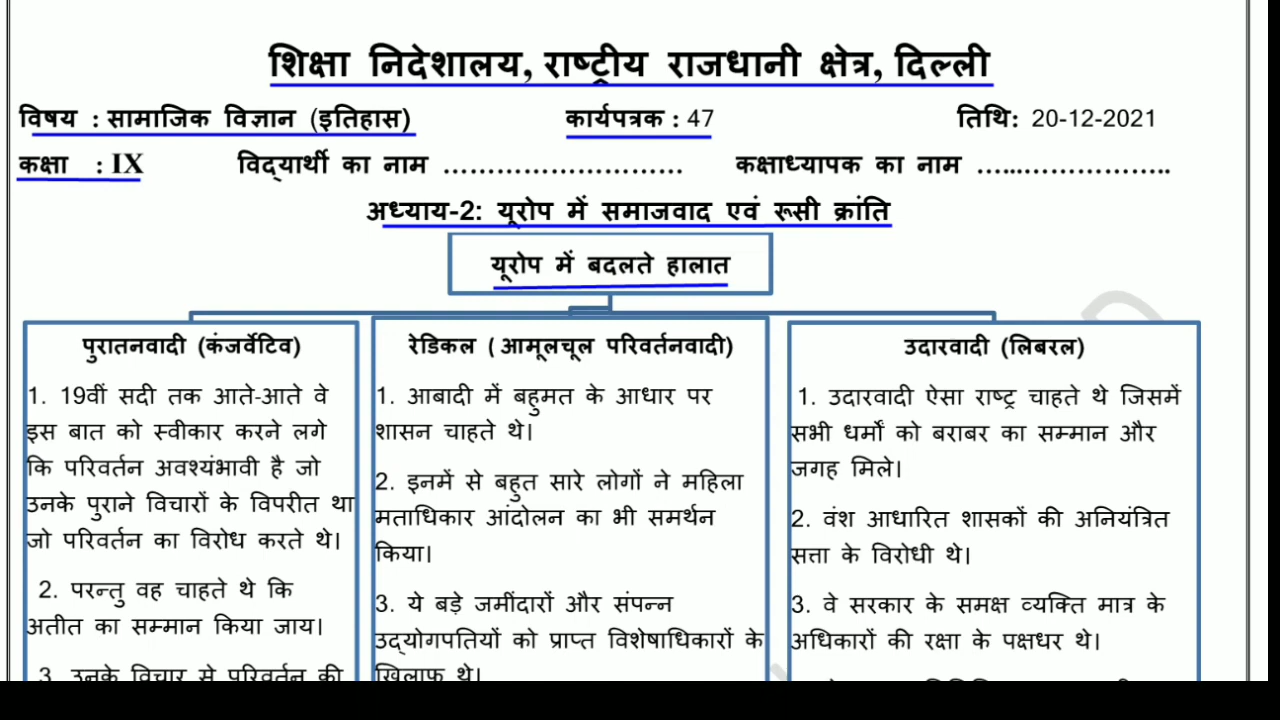 शिक्षा निदेशालय, राष्ट्रीय राजधानी क्षेत्र, दिल्ली
विषय : सामाजिक विज्ञान (इतिहास) कार्यपत्रक : 47 तिथि: 20-12-2021
कक्षा : IX विद्यार्थी का नाम ........................... कक्षाध्यापक का नाम ......................
अध्याय-2: यूरोप में समाजवाद एवं रूसी क्रांति
यूरोप में बदलते हालात
पुरातनवादी (कंजर्वेटिव)
1. 19वीं सदी तक आते-आते वे
इस बात को स्वीकार करने लगे
कि परिवर्तन अवश्यंभावी है जो
उनके पुराने विचारों के विपरीत था
जो परिवर्तन का विरोध करते थे।
2. परन्तु वह चाहते थे कि
अतीत का सम्मान किया जाय।
3. उनके विचार से परिवर्तन की
रेडिकल ( आमूलचूल परिवर्तनवादी)
1. आबादी में बहुमत के आधार पर
शासन चाहते थे।
2. इनमें से बहुत सारे लोगों ने महिला
मताधिकार आंदोलन का भी समर्थन
किया।
3. ये बड़े जमींदारों और संपन्न
उद्योगपतियों को प्राप्त विशेषाधिकारों के
खिलाफ थे।
उदारवादी (लिबरल)
1. उदारवादी ऐसा राष्ट्र चाहते थे जिसमें
सभी धर्मों को बराबर का सम्मान और
जगह मिले।
2. वंश आधारित शासकों की अनियंत्रित
सत्ता के विरोधी थे।
3. वे सरकार के समक्ष व्यक्ति मात्र के
अधिकारों की रक्षा के पक्षधर थे।